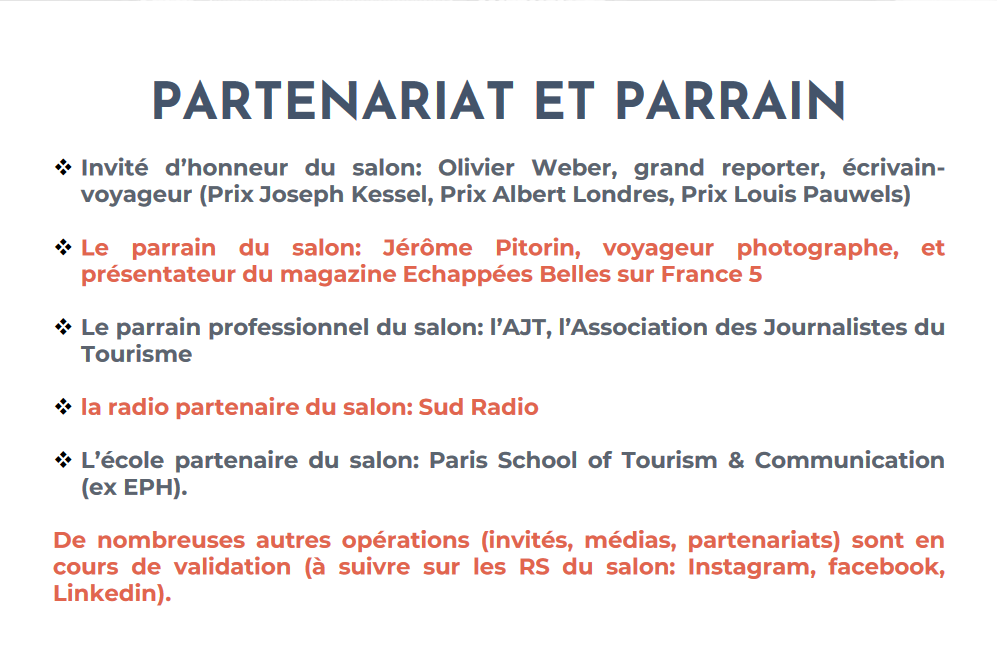 PARTENARIAT ET PARRAIN
❖ Invité d’honneur du salon: Olivier Weber, grand reporter, écrivain-
voyageur (Prix Joseph Kessel, Prix Albert Londres, Prix Louis Pauwels)
❖ Le parrain du salon: Jérôme Pitorin, voyageur photographe, et
présentateur du magazine Echappées Belles sur France 5
❖ Le parrain professionnel du salon: l’AJT, l’Association des Journalistes du
Tourisme
❖ la radio partenaire du salon: Sud Radio
❖ L’école partenaire du salon: Paris School of Tourism & Communication
(ex EPH).
De nombreuses autres opérations (invités, médias, partenariats) sont en
cours de validation (à suivre sur les RS du salon: Instagram, facebook,
Linkedin).